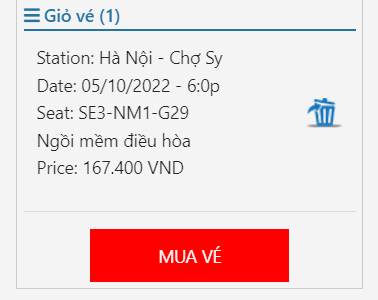 Giỏ vé (1)
Station: Hà Nội - Chợ Sy
Date: 05/10/2022 - 6:0p
Seat: SE3-NM1-G29
Ngồi mềm điều hòa
Price: 167.400 VND
MUA VÉ